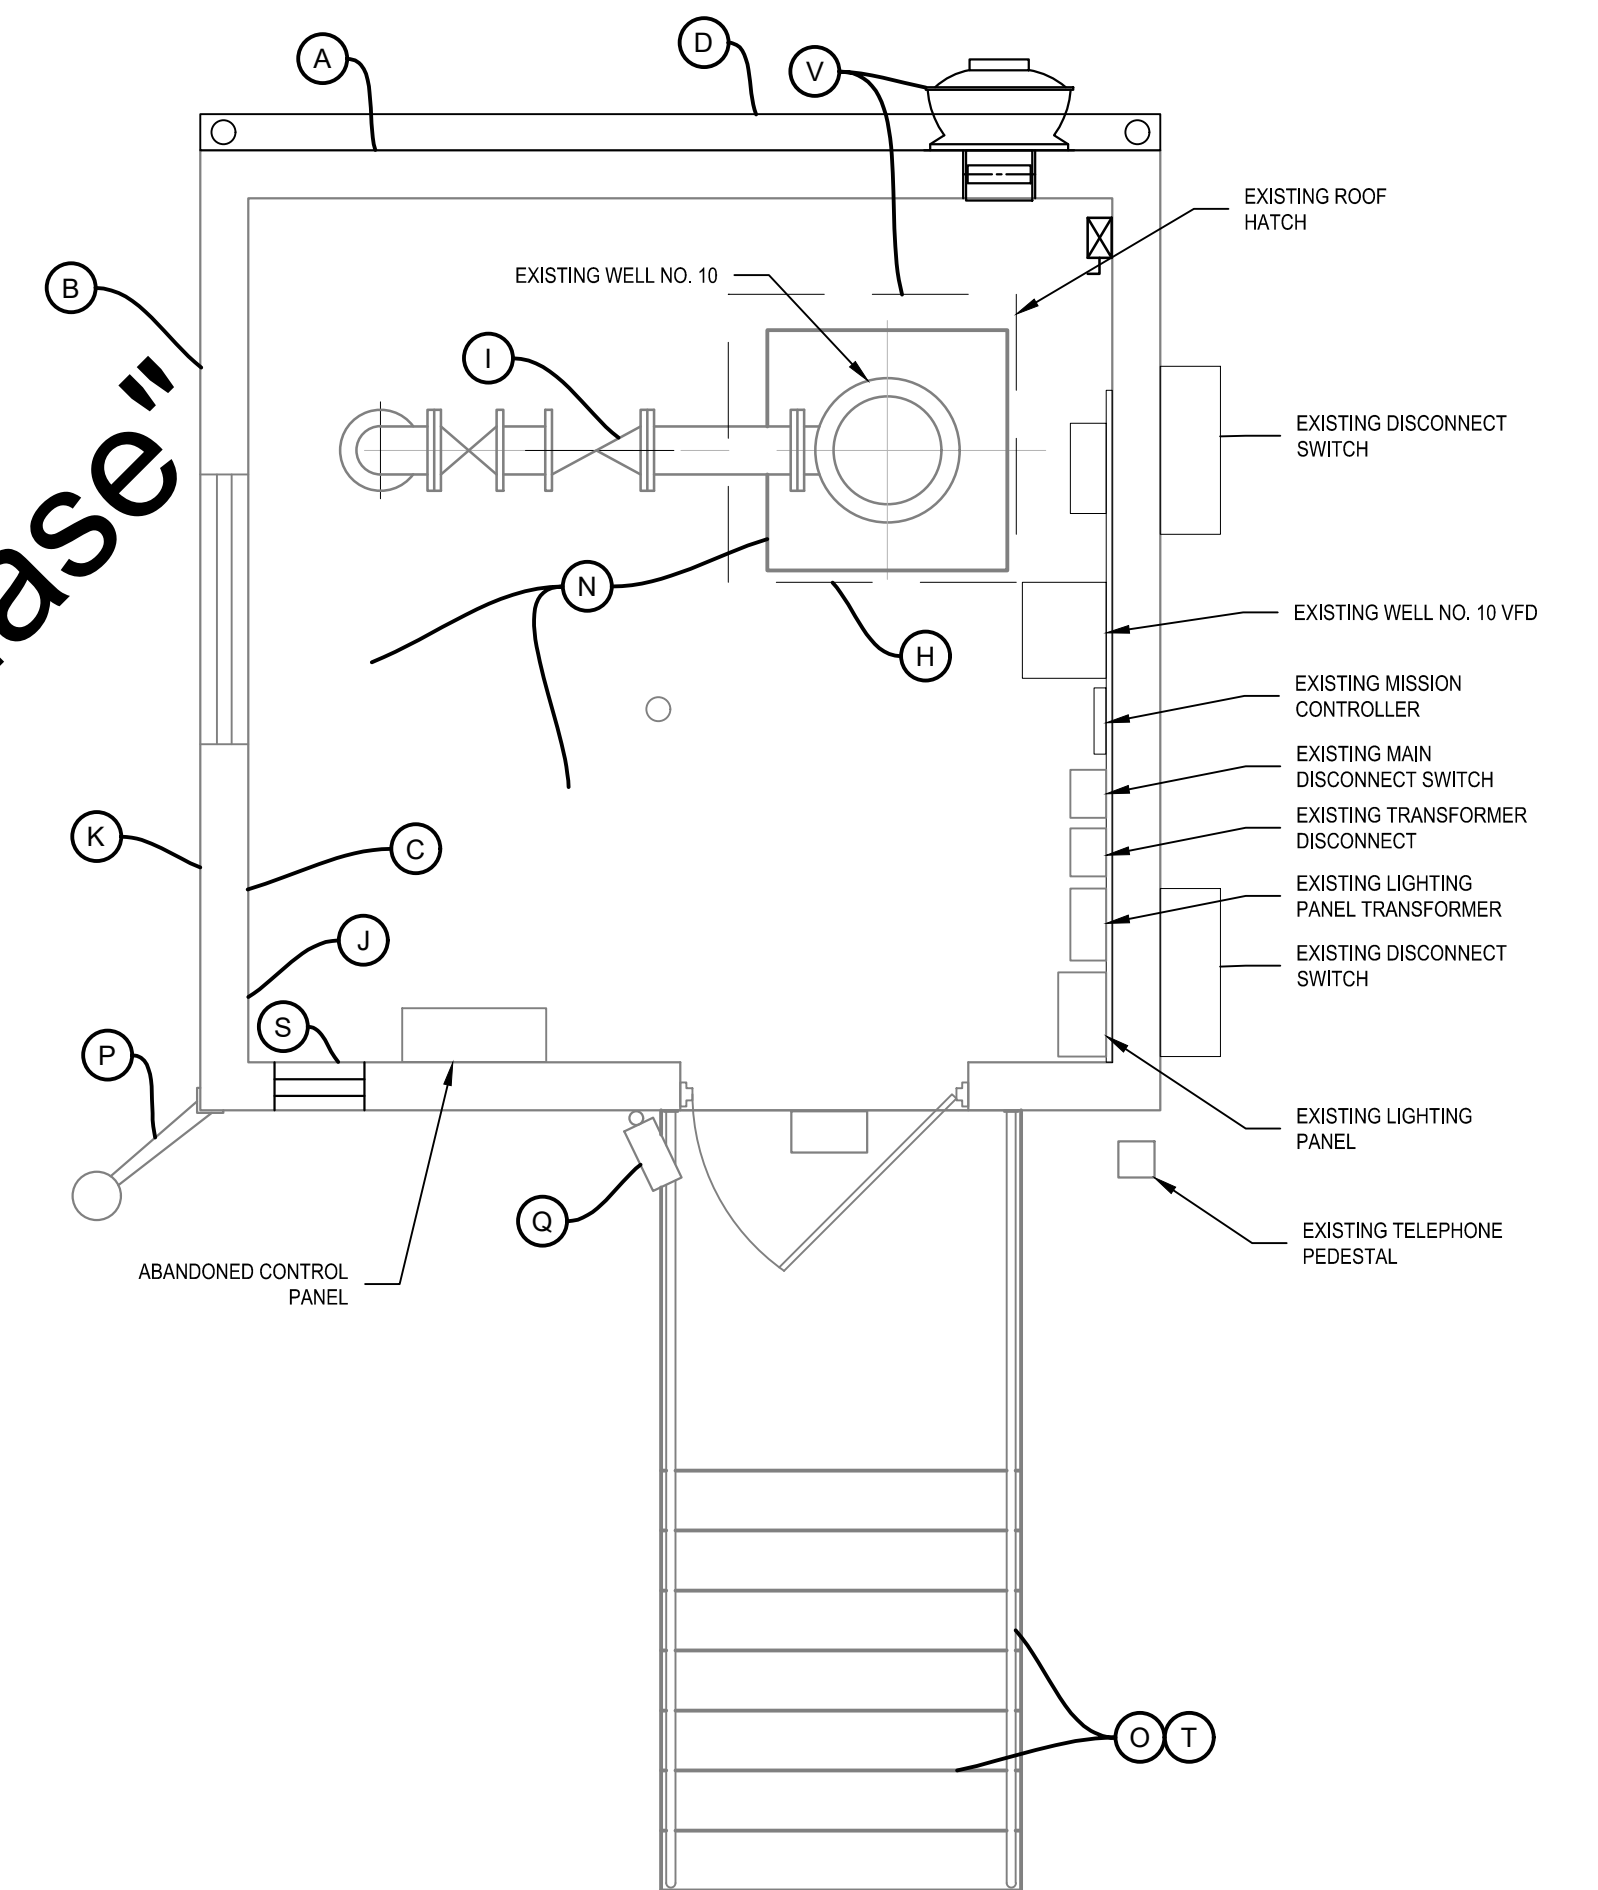 A
D
V
EXISTING ROOF
HATCH
B
EXISTING WELL NO. 10
I
ase"
EXISTING DISCONNECT
SWITCH
N
H
EXISTING WELL NO. 10 VFD
EXISTING MISSION
CONTROLLER
EXISTING MAIN
DISCONNECT SWITCH
K
C
EXISTING TRANSFORMER
DISCONNECT
EXISTING LIGHTING
PANEL TRANSFORMER
J
EXISTING DISCONNECT
SWITCH
S
P
EXISTING LIGHTING
PANEL
Q
EXISTING TELEPHONE
PEDESTAL
ABANDONED CONTROL
PANEL
O T